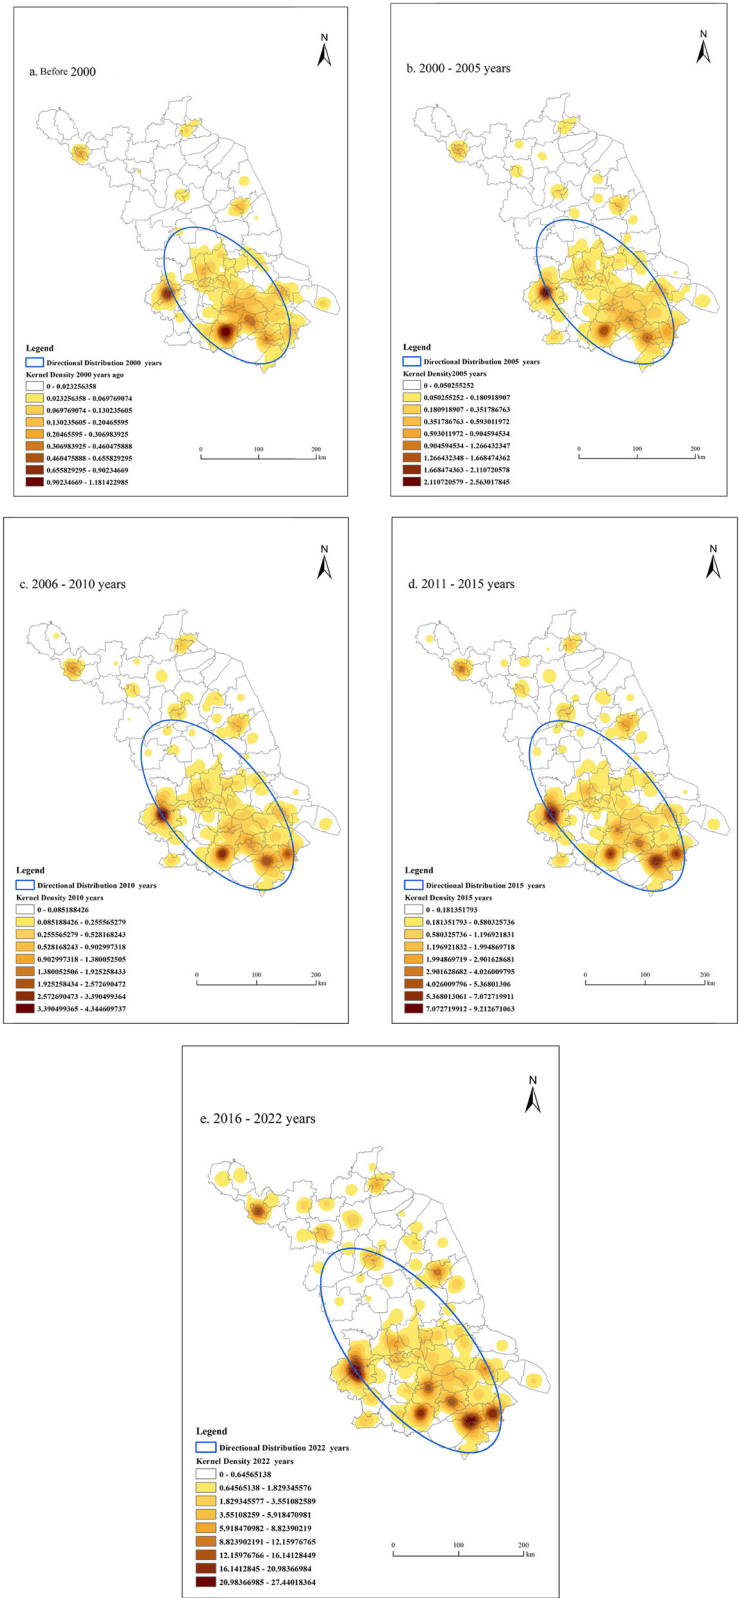 N
a. Before 2000
Legend
Directional Distribution 2000 years
Kernel Density 2000 years ago
0 - 0.023256358
0.023256358 - 0.069769074
0.069769074 - 0.130235605
0.130235605 - 0.20465595
0.20465595 - 0.306983925
0.306983925 - 0.460475888
0.460475888 - 0.655829295
0.655829295 - 0.90234669
0.90234669 - 1.181422985
0 100 200
km
N
b. 2000 - 2005 years
Legend
Directional Distribution 2005 years
Kernel Density2005 years
0 - 0.050255252
0.050255252 - 0.180918907
0.180918907 - 0.351786763
0.351786763 - 0.593011972
0.593011972 - 0.904594534
0.904594534 - 1.266432347
1.266432348 - 1.668474362
1.668474363 - 2.110720578
2.110720579 - 2.563017845
0 100 200
km
N
c. 2006 - 2010 years
Legend
Directional Distribution 2010 years
Kernel Density 2010 years
0 - 0.085188426
0.085188426 - 0.255565279
0.255565279 - 0.528168243
0.528168243 - 0.902997318
0.902997318 - 1.380052505
1.380052506 - 1.925258433
1.925258434 - 2.572690472
2.572690473 - 3.390499364
3.390499365 - 4.344609737
0 100 200
km
N
d. 2011 - 2015 years
Legend
Directional Distribution 2015 years
Kernel Density 2015 years
0 - 0.181351793
0.181351793 - 0.580325736
0.580325736 - 1.196921831
1.196921832 - 1.994869718
1.994869719 - 2.901628681
2.901628682 - 4.026009795
4.026009796 - 5.36801306
5.368013061 - 7.072719911
7.072719912 - 9.212671063
0 100 200
km
N
e. 2016 - 2022 years
Legend
Directional Distribution 2022 years
Kernel Density 2022 years
0 - 0.64565138
0.64565138 - 1.829345576
1.829345577 - 3.551082589
3.55108259 - 5.918470981
5.918470982 - 8.82390219
8.823902191 - 12.15976765
12.15976766 - 16.14128449
16.1412845 - 20.98366984
20.98366985 - 27.44018364
0 100 200
km